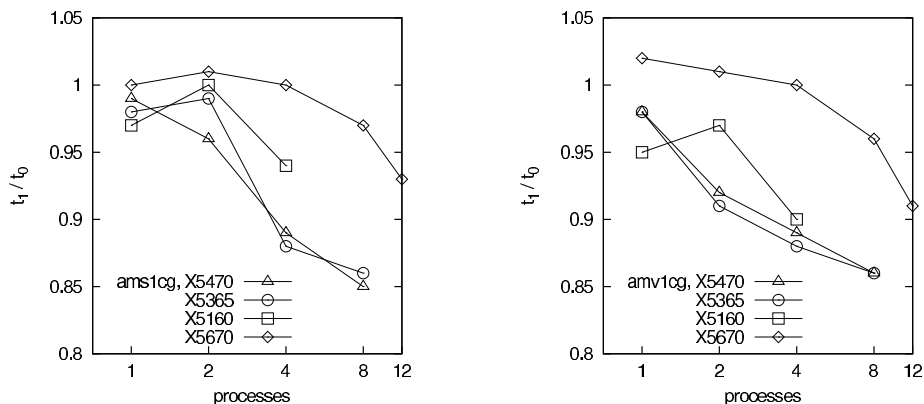 1.05
1
0.95
0.9
0.85
0.8
t1 / t0
ams1cg, X5470
X5365
X5160
X5670
1 2 4 8 12
processes
1.05
1
0.95
0.9
0.85
0.8
t1 / t0
amv1cg, X5470
X5365
X5160
X5670
1 2 4 8 12
processes